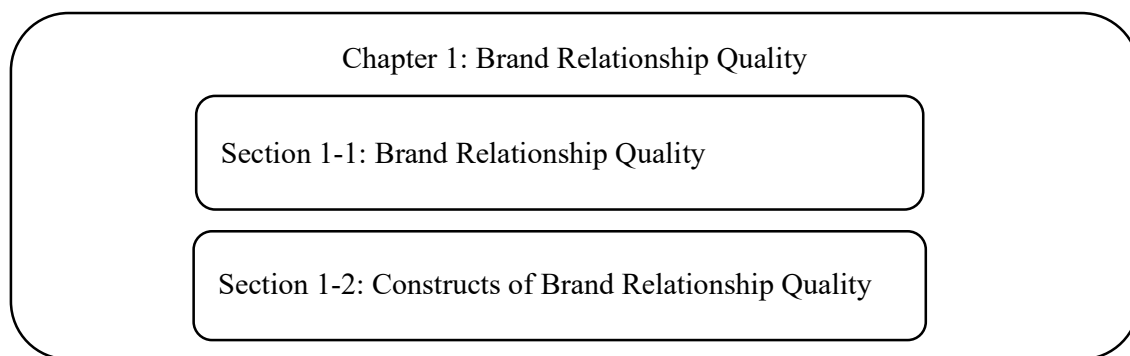 Chapter 1: Brand Relationship Quality
Section 1-1: Brand Relationship Quality
Section 1-2: Constructs of Brand Relationship Quality